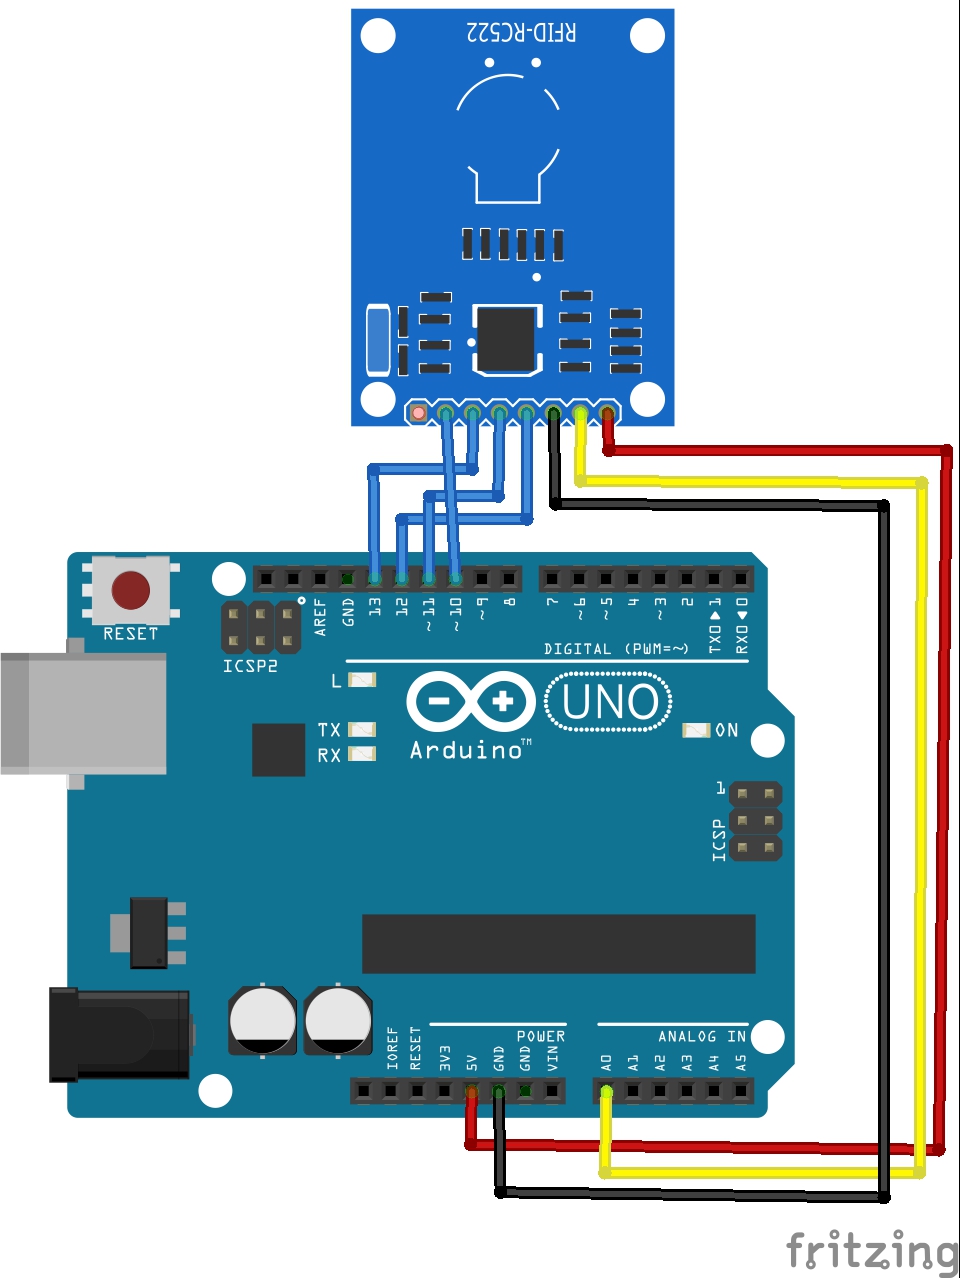 RFID-RC522
RESET
ICSP2
AREF
GND
13
12
~11
~10
~9
8
7
~6
~5
4
~3
2
TX0▶1
RX0◀0
DIGITAL (PWM=~)
L
TX
RX
UNO
ON
Arduino™
1
ICSP
POWER
ANALOG IN
IOREF
RESET
3V3
5V
GND
GND
VIN
A0
A1
A2
A3
A4
A5
fritzing